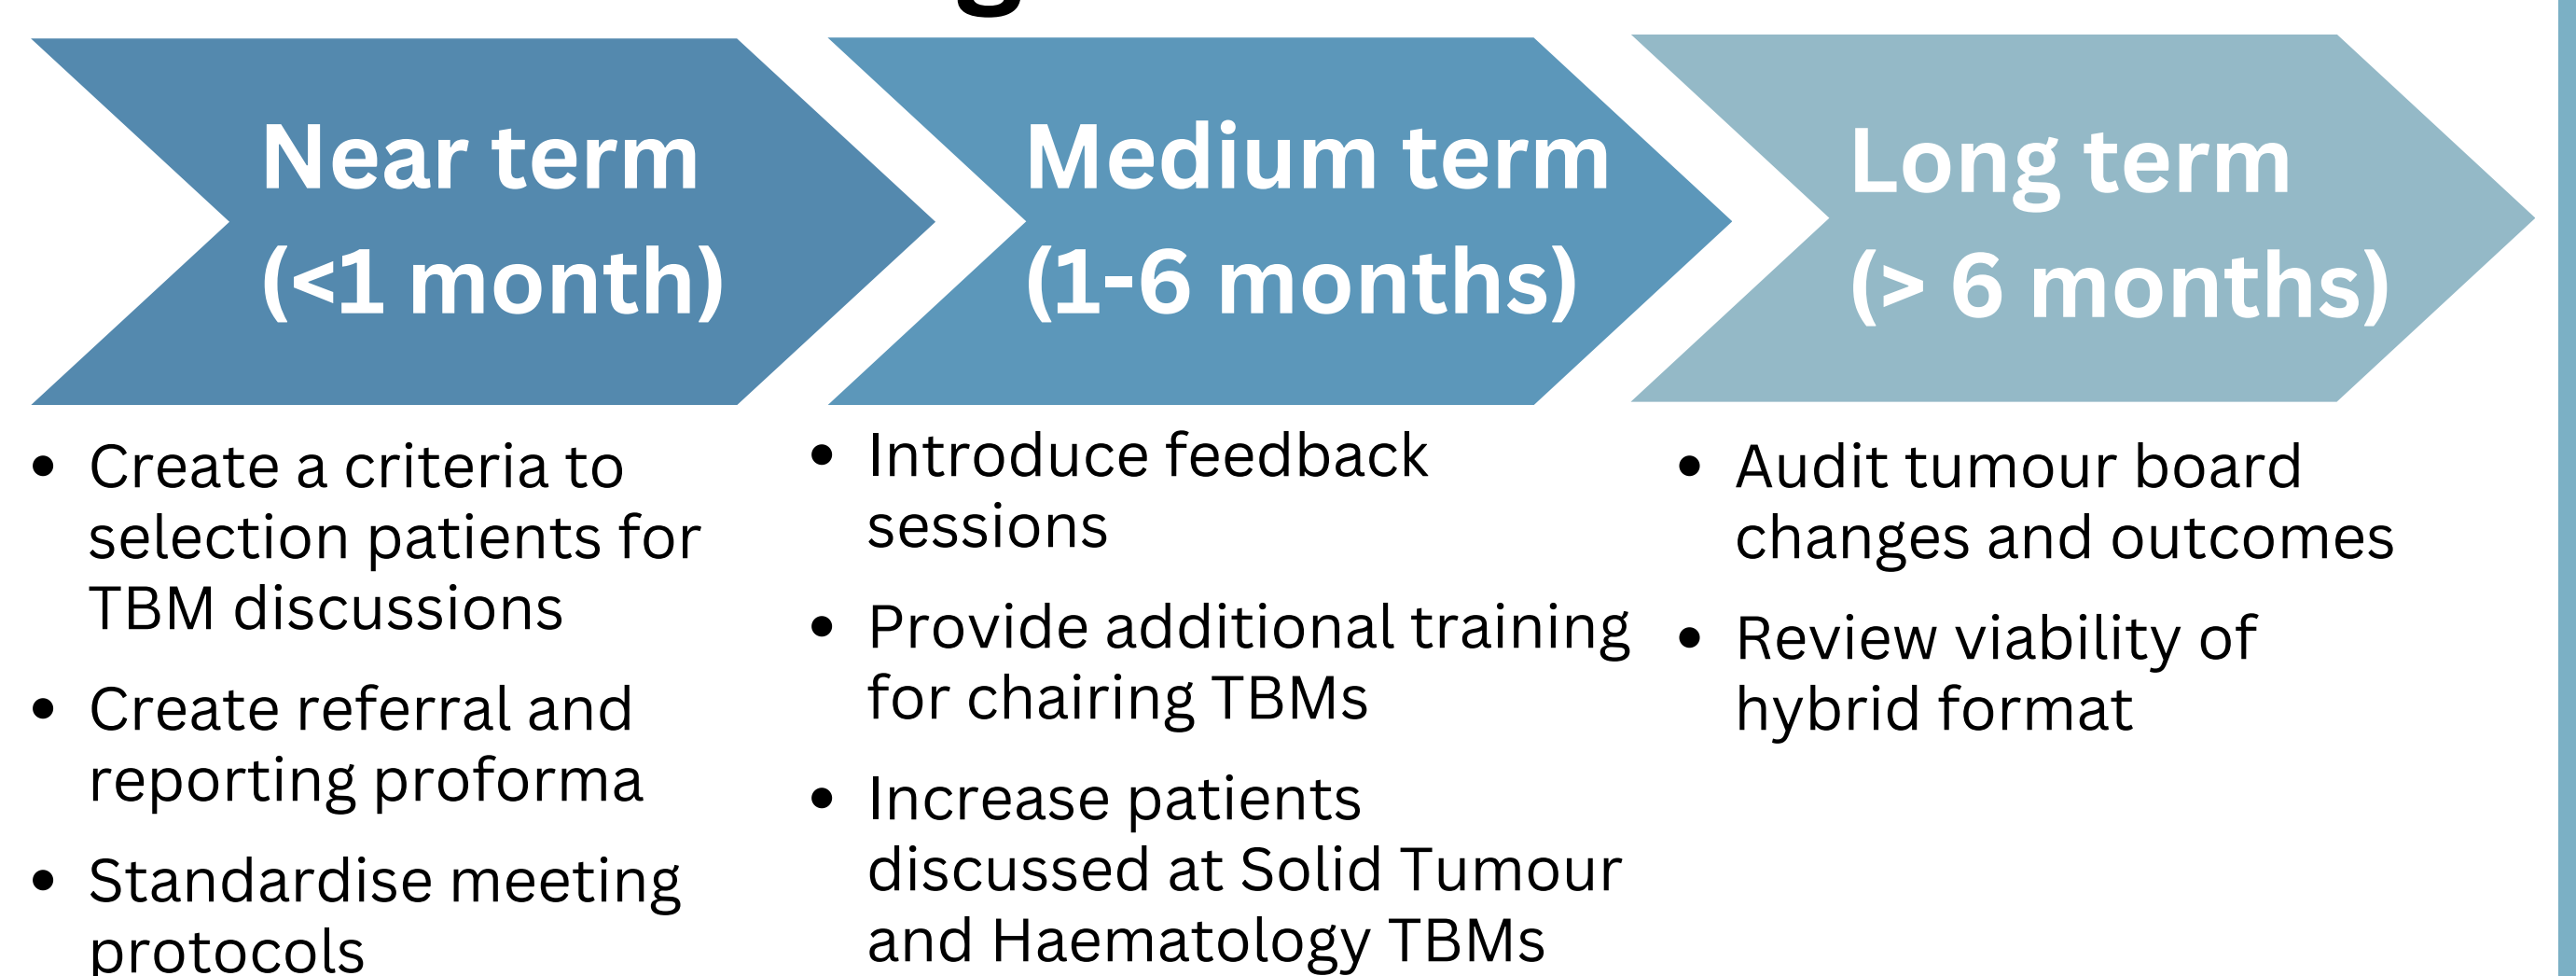 Near term
(<1 month)
• Create a criteria to
selection patients for
TBM discussions
• Create referral and
reporting proforma
• Standardise meeting
protocols
Medium term
(1-6 months)
• Introduce feedback
sessions
• Provide additional training
for chairing TBMs
• Increase patients
discussed at Solid Tumour
and Haematology TBMs
Long term
(> 6 months)
• Audit tumour board
changes and outcomes
• Review viability of
hybrid format